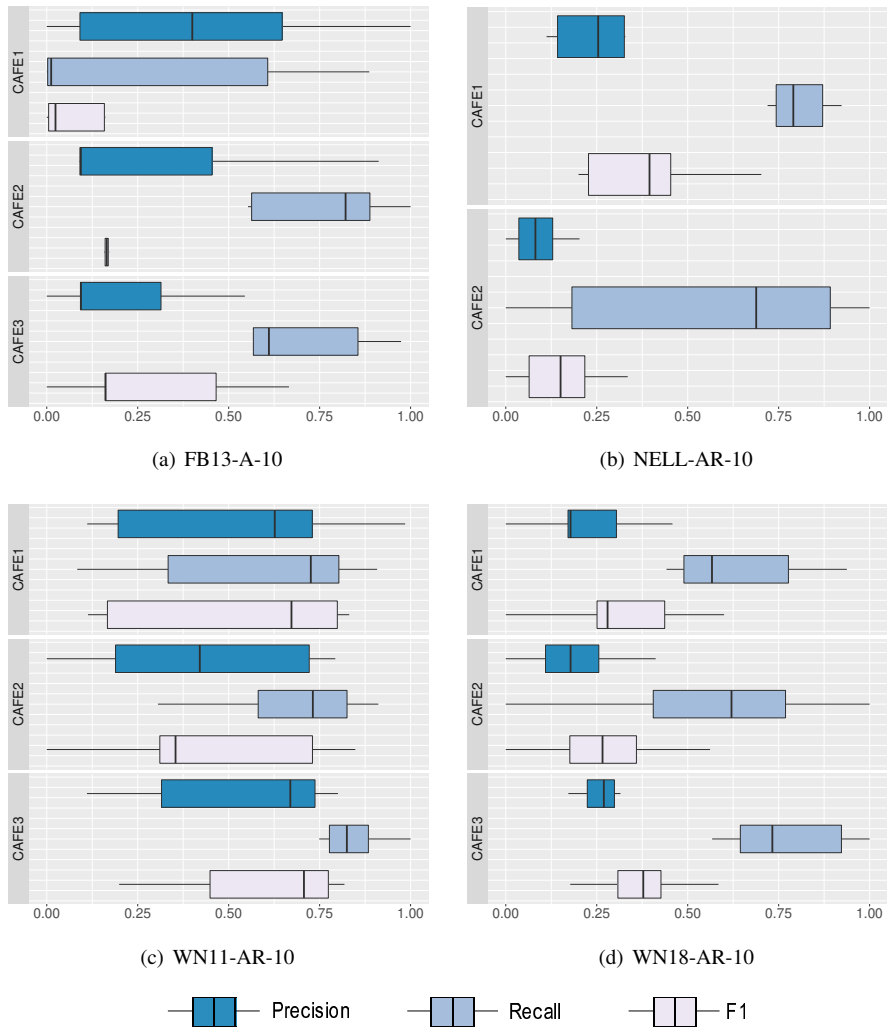 CAFE1
CAFE2
CAFE3
0.00 0.25 0.50 0.75 1.00
(a) FB13-A-10
CAFE1
CAFE2
0.00 0.25 0.50 0.75 1.00
(b) NELL-AR-10
CAFE1
CAFE2
CAFE3
0.00 0.25 0.50 0.75 1.00
(c) WN11-AR-10
CAFE1
CAFE2
CAFE3
0.00 0.25 0.50 0.75 1.00
(d) WN18-AR-10
Precision Recall F1